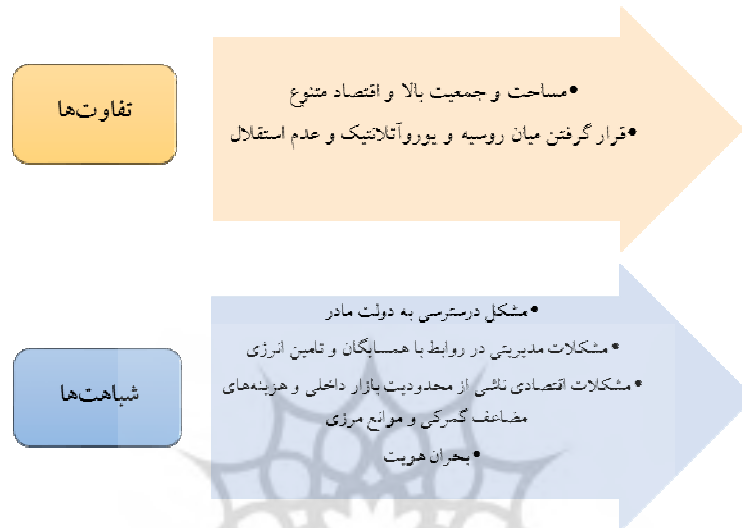 تفاوت‌ها
•مساحت و جمعیت بالا و اقتصاد متنوع
•قرار گرفتن میان روسیه و یوروآتلانتیک و عدم استقلال
شباهت‌ها
•مشکل دسترسی به دولت مادر
•مشکلات مدیریتی در روابط با همسایگان و تامین انرژی
•مشکلات اقتصادی ناشی از محدودیت بازار داخلی و هزینه‌های
مضاعف گمرکی و موانع مرزی
•بحران هویت